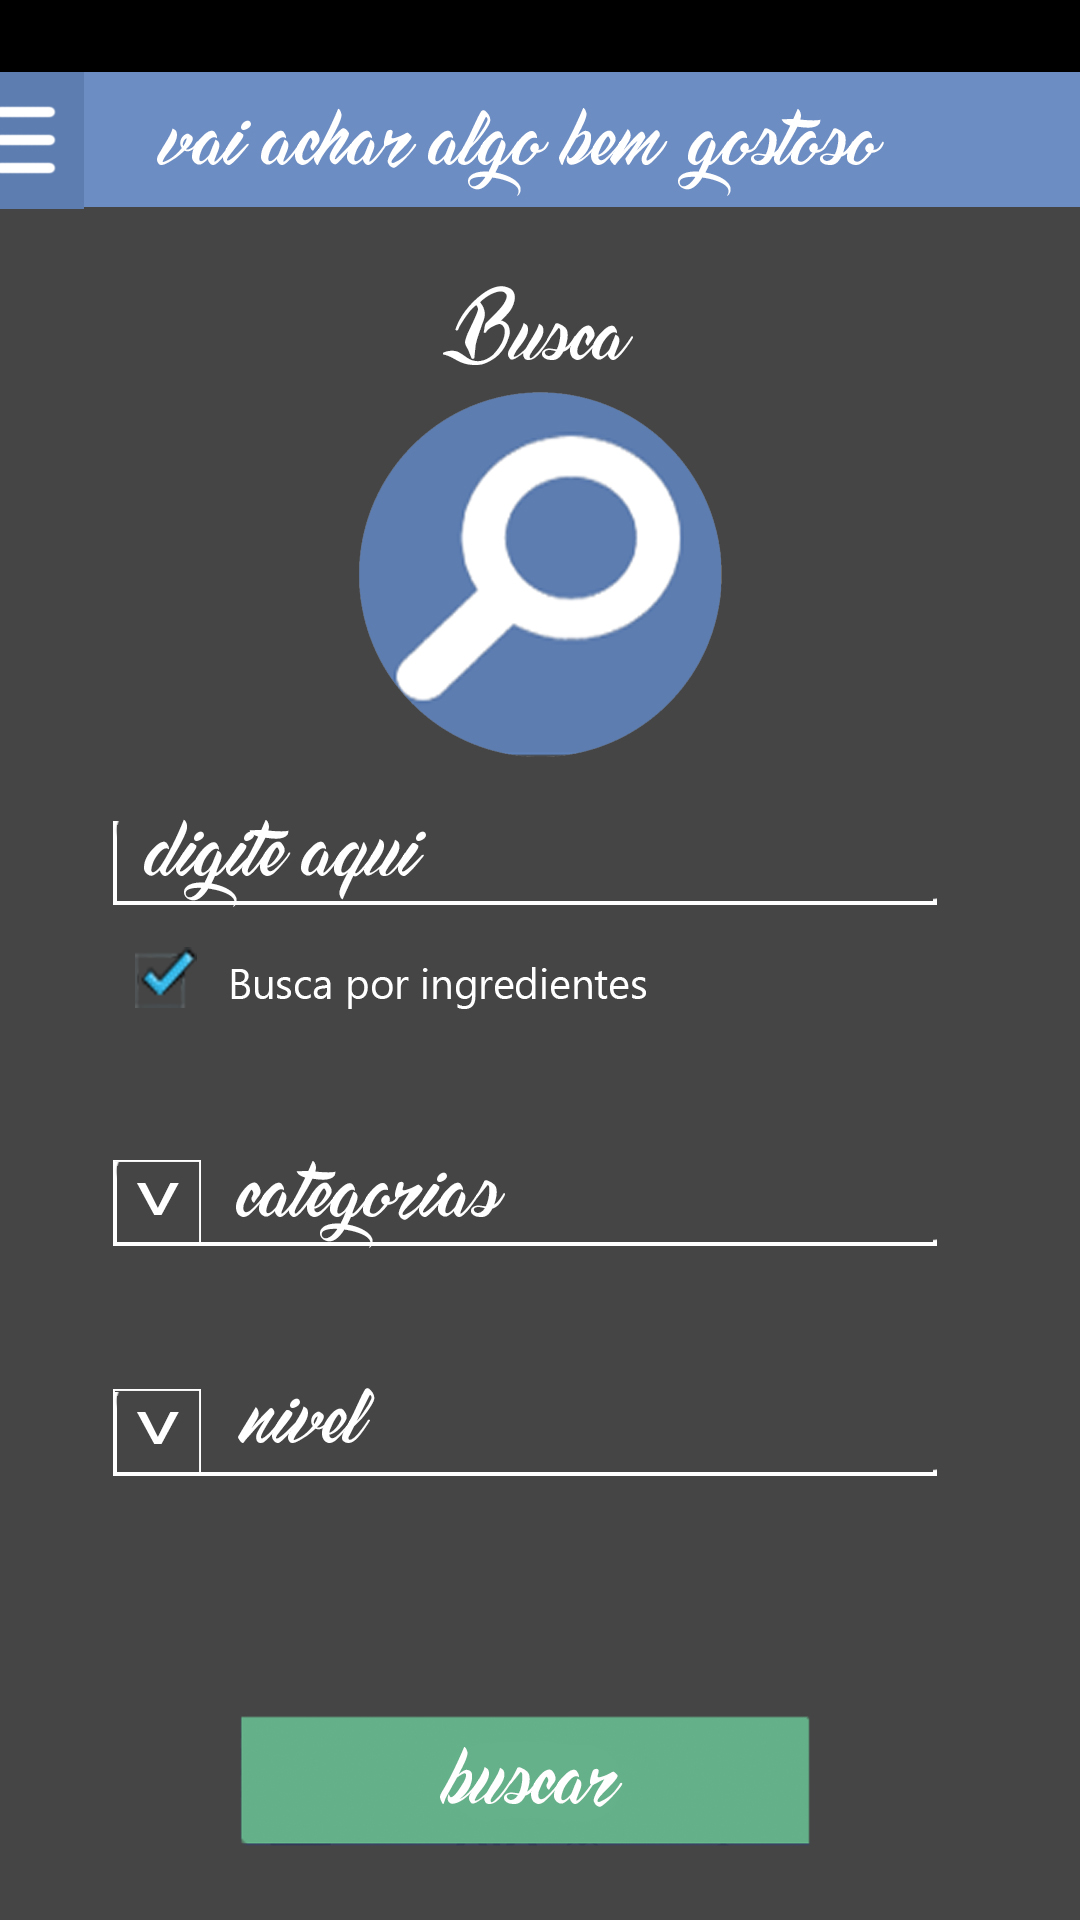 vai achar algo bem gostoso
Busca
digite aqui
Busca por ingredientes
V categorias
V nivel
buscar